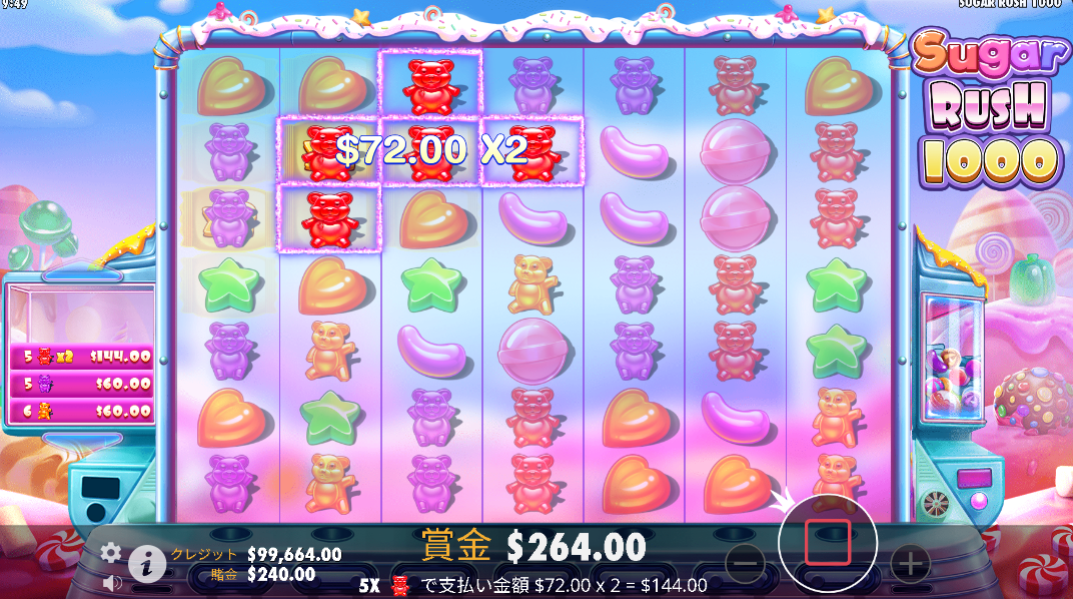 9:49
SUGAR RUSH 1000
Sugar
RUSH
1000
$72.00 X2
5 X2 $144.00
5 $60.00
6 $60.00
賞金 $264.00
クレジット $99,664.00
賭金 $240.00
5X で支払い金額 $72.00 x 2 = $144.00